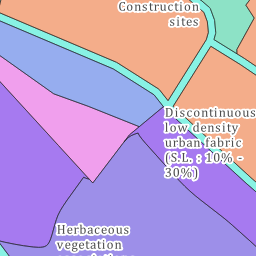 Construction
sites
Discontinuous
low density
urban fabric
(S.L. : 10% -
30%)
Herbaceous
vegetation